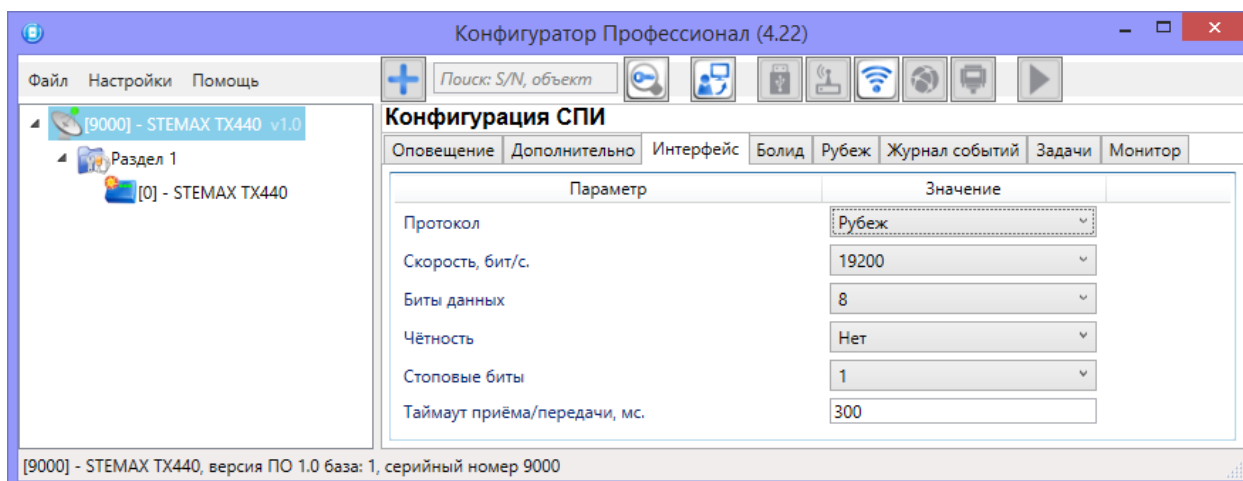 Конфигуратор Профессионал (4.22)
Файл Настройки Помощь Поиск: S/N, объект
[9000] - STEMAX TX440 v1.0
Раздел 1
[0] - STEMAX TX440
Конфигурация СПИ
Оповещение Дополнительно Интерфейс Болид Рубеж Журнал событий Задачи Монитор
Параметр Значение
Протокол Рубеж
Скорость, бит/с. 19200
Биты данных 8
Чётность Нет
Стоповые биты 1
Таймаут приёма/передачи, мс. 300
[9000] - STEMAX TX440, версия ПО 1.0 база: 1, серийный номер 9000